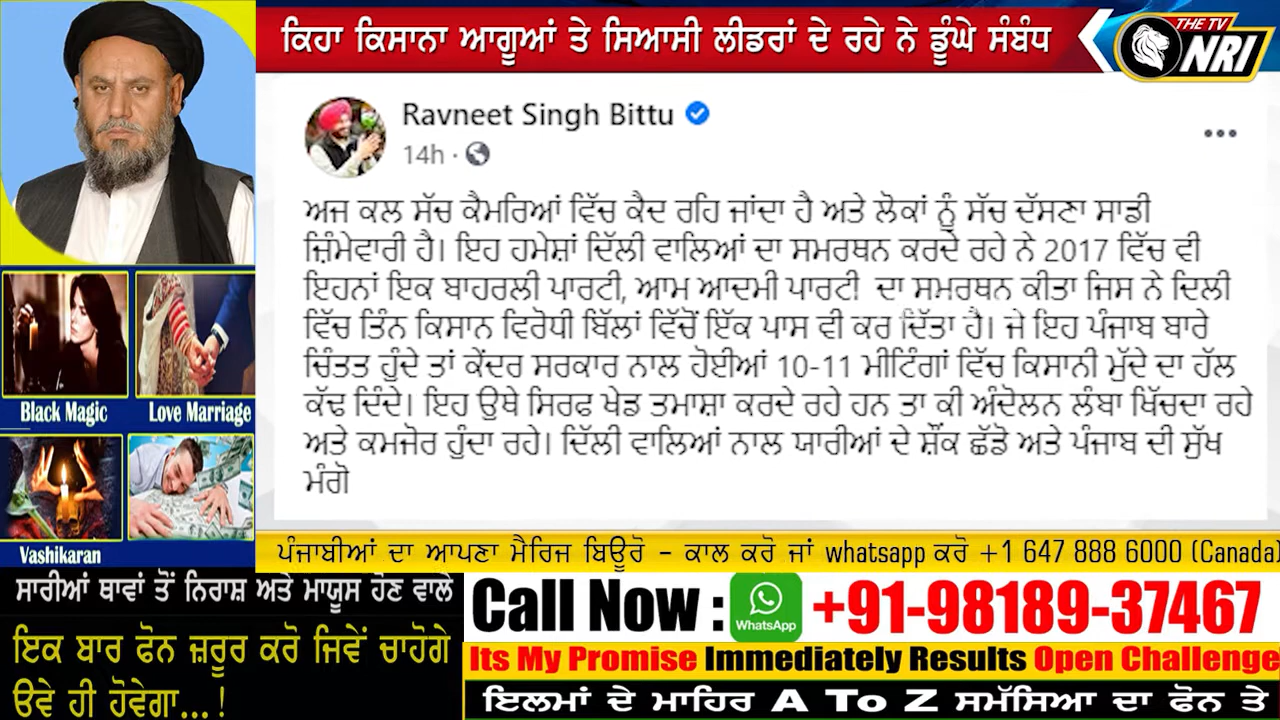 ਕਿਹਾ ਕਿਸਾਨਾ ਆਗੂਆਂ ਤੇ ਸਿਆਸੀ ਲੀਡਰਾਂ ਦੇ ਰਹੇ ਨੇ ਡੂੰਘੇ ਸੰਬੰਧ
THE TV
NRI
Ravneet Singh Bittu
14h ·
ਅਜ ਕਲ ਸੱਚ ਕੈਮਰਿਆਂ ਵਿੱਚ ਕੈਦ ਰਹਿ ਜਾਂਦਾ ਹੈ ਅਤੇ ਲੋਕਾਂ ਨੂੰ ਸੱਚ ਦੱਸਣਾ ਸਾਡੀ
ਜ਼ਿੰਮੇਵਾਰੀ ਹੈ। ਇਹ ਹਮੇਸ਼ਾਂ ਦਿੱਲੀ ਵਾਲਿਆਂ ਦਾ ਸਮਰਥਨ ਕਰਦੇ ਰਹੇ ਨੇ 2017 ਵਿੱਚ ਵੀ
ਇਹਨਾਂ ਇਕ ਬਾਹਰਲੀ ਪਾਰਟੀ, ਆਮ ਆਦਮੀ ਪਾਰਟੀ ਦਾ ਸਮਰਥਨ ਕੀਤਾ ਜਿਸ ਨੇ ਦਿਲੀ
ਵਿੱਚ ਤਿੰਨ ਕਿਸਾਨ ਵਿਰੋਧੀ ਬਿੱਲਾਂ ਵਿੱਚੋਂ ਇੱਕ ਪਾਸ ਵੀ ਕਰ ਦਿੱਤਾ ਹੈ। ਜੇ ਇਹ ਪੰਜਾਬ ਬਾਰੇ
ਚਿੰਤਤ ਹੁੰਦੇ ਤਾਂ ਕੇਂਦਰ ਸਰਕਾਰ ਨਾਲ ਹੋਈਆਂ 10-11 ਮੀਟਿੰਗਾਂ ਵਿੱਚ ਕਿਸਾਨੀ ਮੁੱਦੇ ਦਾ ਹੱਲ
ਕੱਢ ਦਿੰਦੇ। ਇਹ ਉਥੇ ਸਿਰਫ ਖੇਡ ਤਮਾਸ਼ਾ ਕਰਦੇ ਰਹੇ ਹਨ ਤਾ ਕੀ ਅੰਦੋਲਨ ਲੰਬਾ ਖਿੱਚਦਾ ਰਹੇ
ਅਤੇ ਕਮਜੋਰ ਹੁੰਦਾ ਰਹੇ। ਦਿੱਲੀ ਵਾਲਿਆਂ ਨਾਲ ਯਾਰੀਆਂ ਦੇ ਸ਼ੌਂਕ ਛੱਡੋ ਅਤੇ ਪੰਜਾਬ ਦੀ ਸੁੱਖ
ਮੰਗੋ
Black Magic
Love Marriage
Vashikaran
ਪੰਜਾਬੀਆਂ ਦਾ ਆਪਣਾ ਮੈਰਿਜ ਬਿਊਰੋ - ਕਾਲ ਕਰੋ ਜਾਂ whatsapp ਕਰੋ +1 647 888 6000 (Canada)
ਸਾਰੀਆਂ ਥਾਵਾਂ ਤੋਂ ਨਿਰਾਸ਼ ਅਤੇ ਮਾਯੂਸ ਹੋਣ ਵਾਲੇ
ਇਕ ਬਾਰ ਫੋਨ ਜ਼ਰੂਰ ਕਰੋ ਜਿਵੇਂ ਚਾਹੋਗੇ
ਓਵੇ ਹੀ ਹੋਵੇਗਾ...!
Call Now : WhatsApp +91-98189-37467
Its My Promise Immediately Results Open Challenge
ਇਲਮਾਂ ਦੇ ਮਾਹਿਰ A To Z ਸਮੱਸਿਆ ਦਾ ਫੋਨ ਤੇ